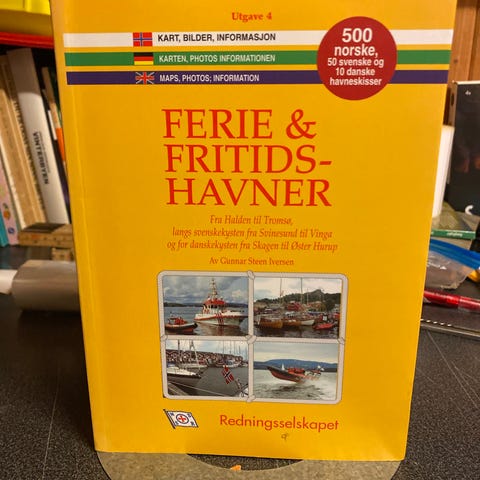 Utgave 4
KART, BILDER, INFORMASJON
KARTEN, PHOTOS INFORMATIONEN
MAPS, PHOTOS; INFORMATION
500
norske,
50 svenske og
10 danske
havneskisser
FERIE &
FRITIDS-
HAVNER
Fra Halden til Tromsø,
langs svenskekysten fra Svinesund til Vinga
og for danskekysten fra Skagen til Øster Hurup
Av Gunnar Steen Iversen
Redningsselskapet
VINTERBYEN